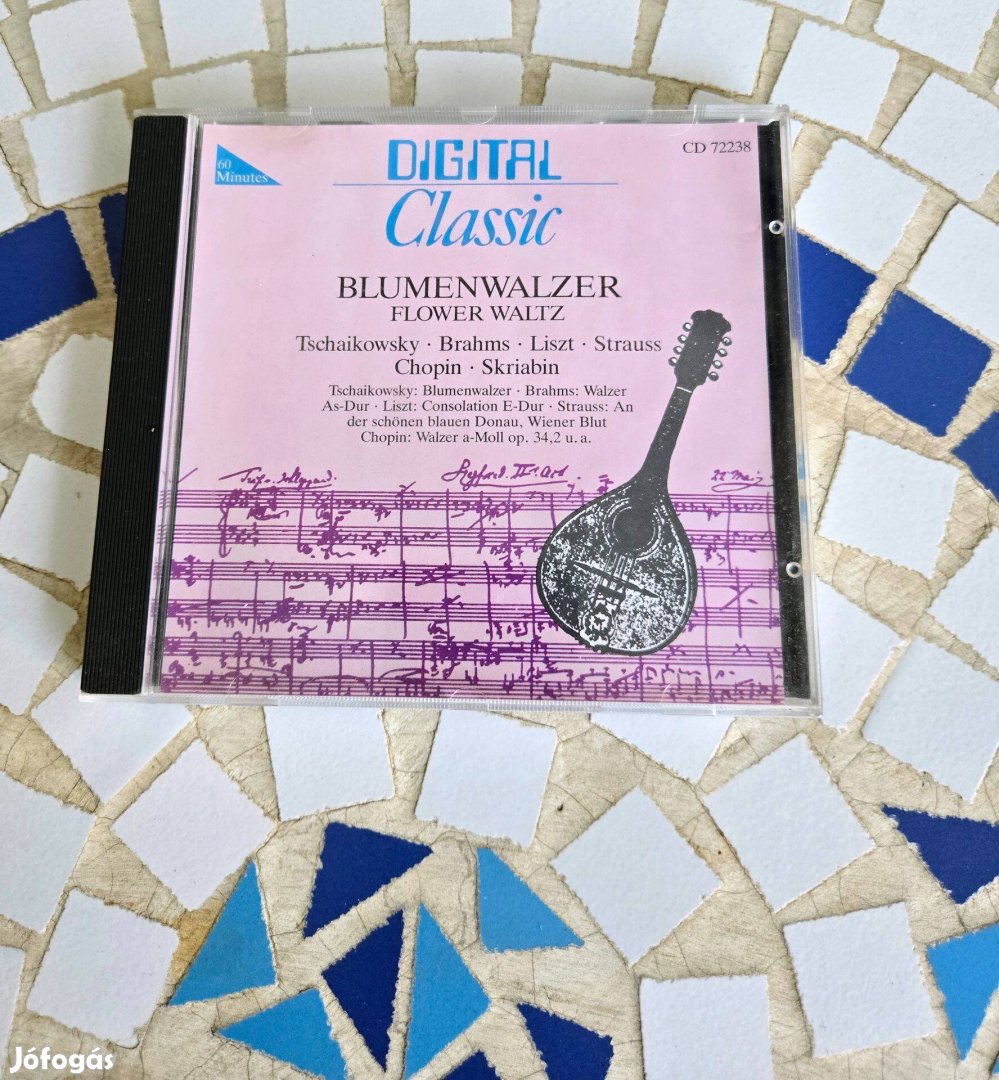 60
Minutes
DIGITAL
CD 72238
Classic
BLUMENWALZER
FLOWER WALTZ
Tschaikowsky · Brahms · Liszt · Strauss
Chopin · Skriabin
Tschaikowsky: Blumenwalzer · Brahms: Walzer
As-Dur · Liszt: Consolation E-Dur · Strauss: An
der schönen blauen Donau, Wiener Blut
Chopin: Walzer a-Moll op. 34,2 u. a.
Jófogás